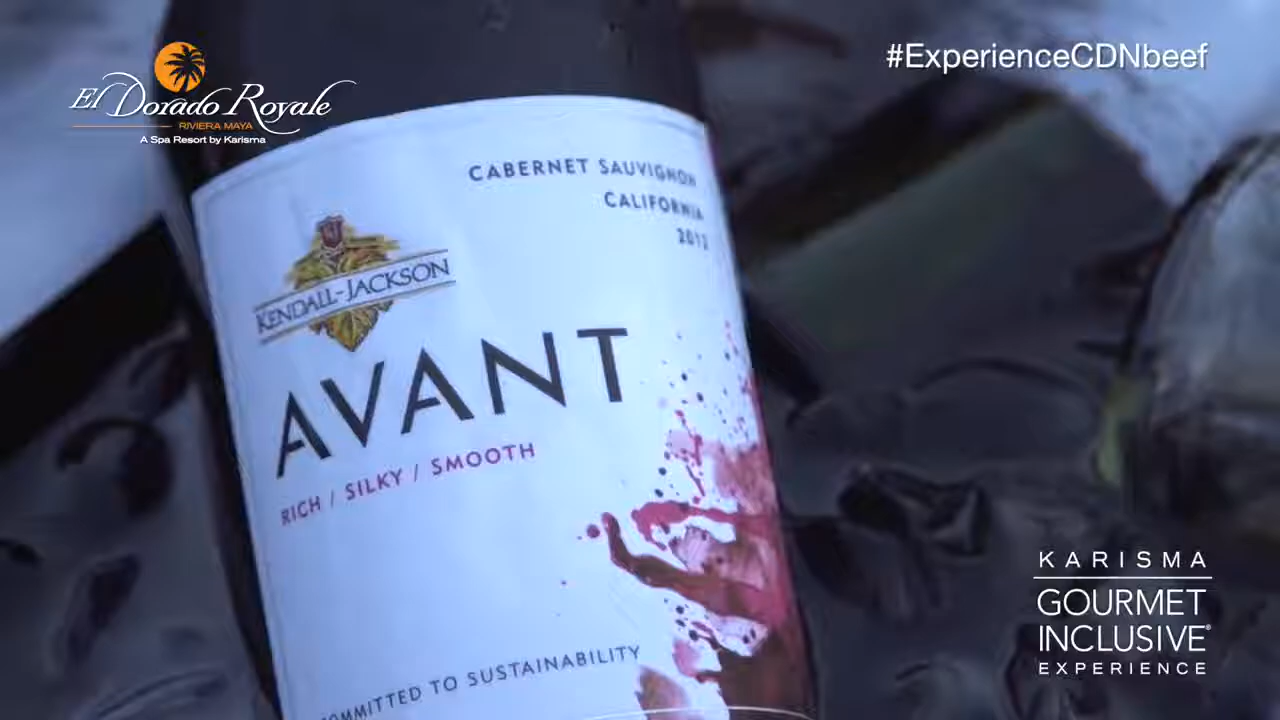 El Dorado Royale
RIVIERA MAYA
A Spa Resort by Karisma
#ExperienceCDNbeef
CABERNET SAUVIGNON
CALIFORNIA
KENDALL-JACKSON
AVANT
RICH / SILKY / SMOOTH
OMMITTED TO SUSTAINABILITY
KARISMA
GOURMET
INCLUSIVE®
EXPERIENCE